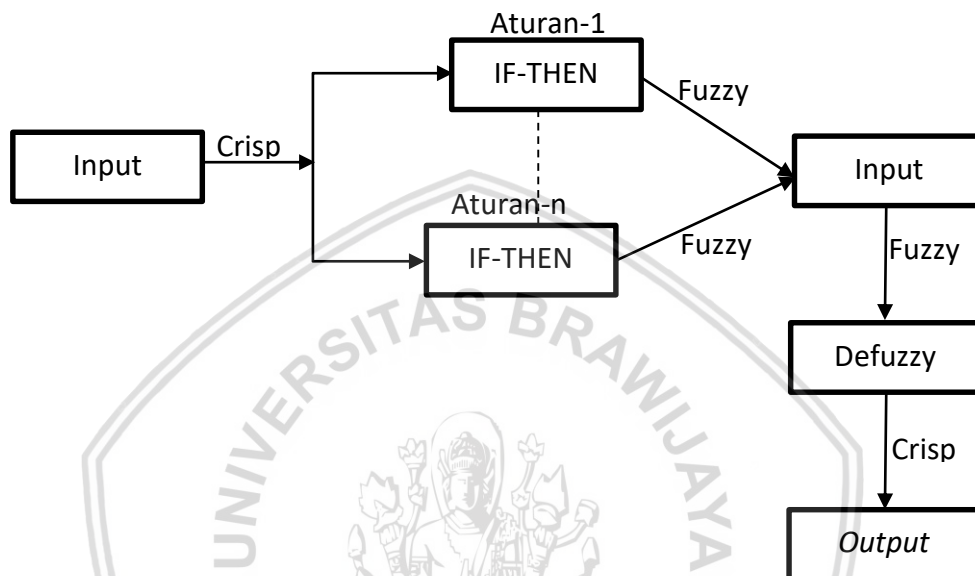 Aturan-1
IF-THEN
Fuzzy
Input
Crisp
Input
Aturan-n
IF-THEN
Fuzzy
Fuzzy
Defuzzy
Crisp
Output
UNIVERSITAS BRAWIJAYA